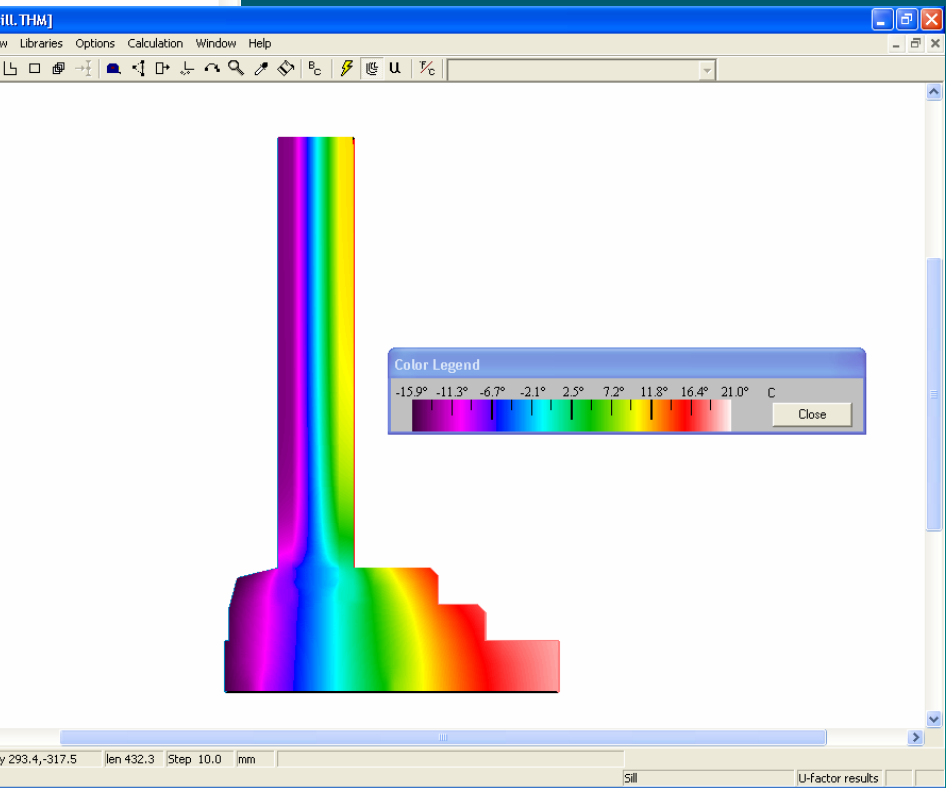 ill.THM]
w Libraries Options Calculation Window Help
B C U T/C
Color Legend
-15.9° -11.3° -6.7° -2.1° 2.5° 7.2° 11.8° 16.4° 21.0° C
Close
y 293.4,-317.5 len 432.3 Step 10.0 mm
Sill U-factor results